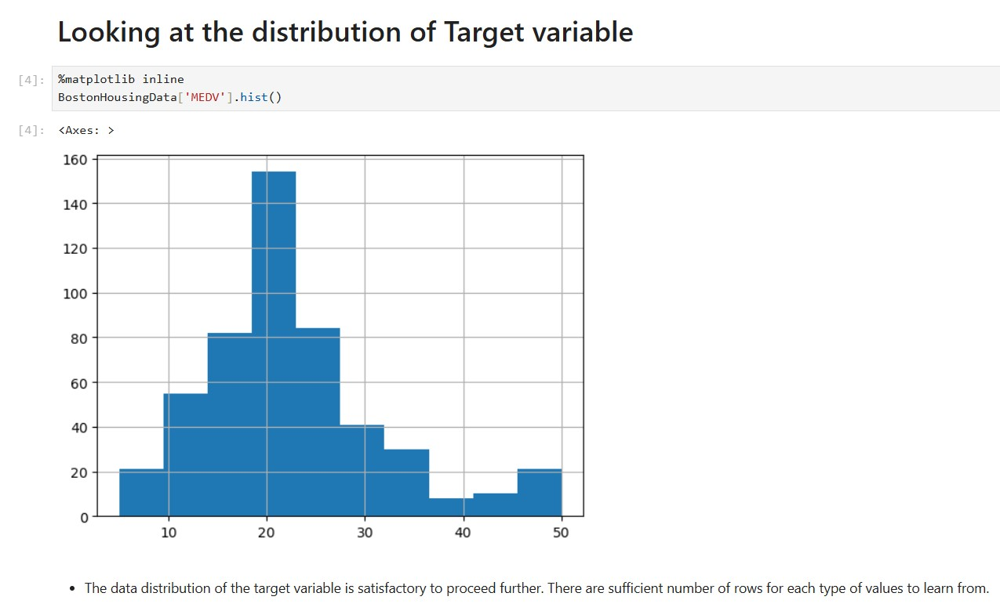 Looking at the distribution of Target variable
[4]: %matplotlib inline
BostonHousingData['MEDV'].hist()
[4]: <Axes: >
160
140
120
100
80
60
40
20
0
10 20 30 40 50
• The data distribution of the target variable is satisfactory to proceed further. There are sufficient number of rows for each type of values to learn from.